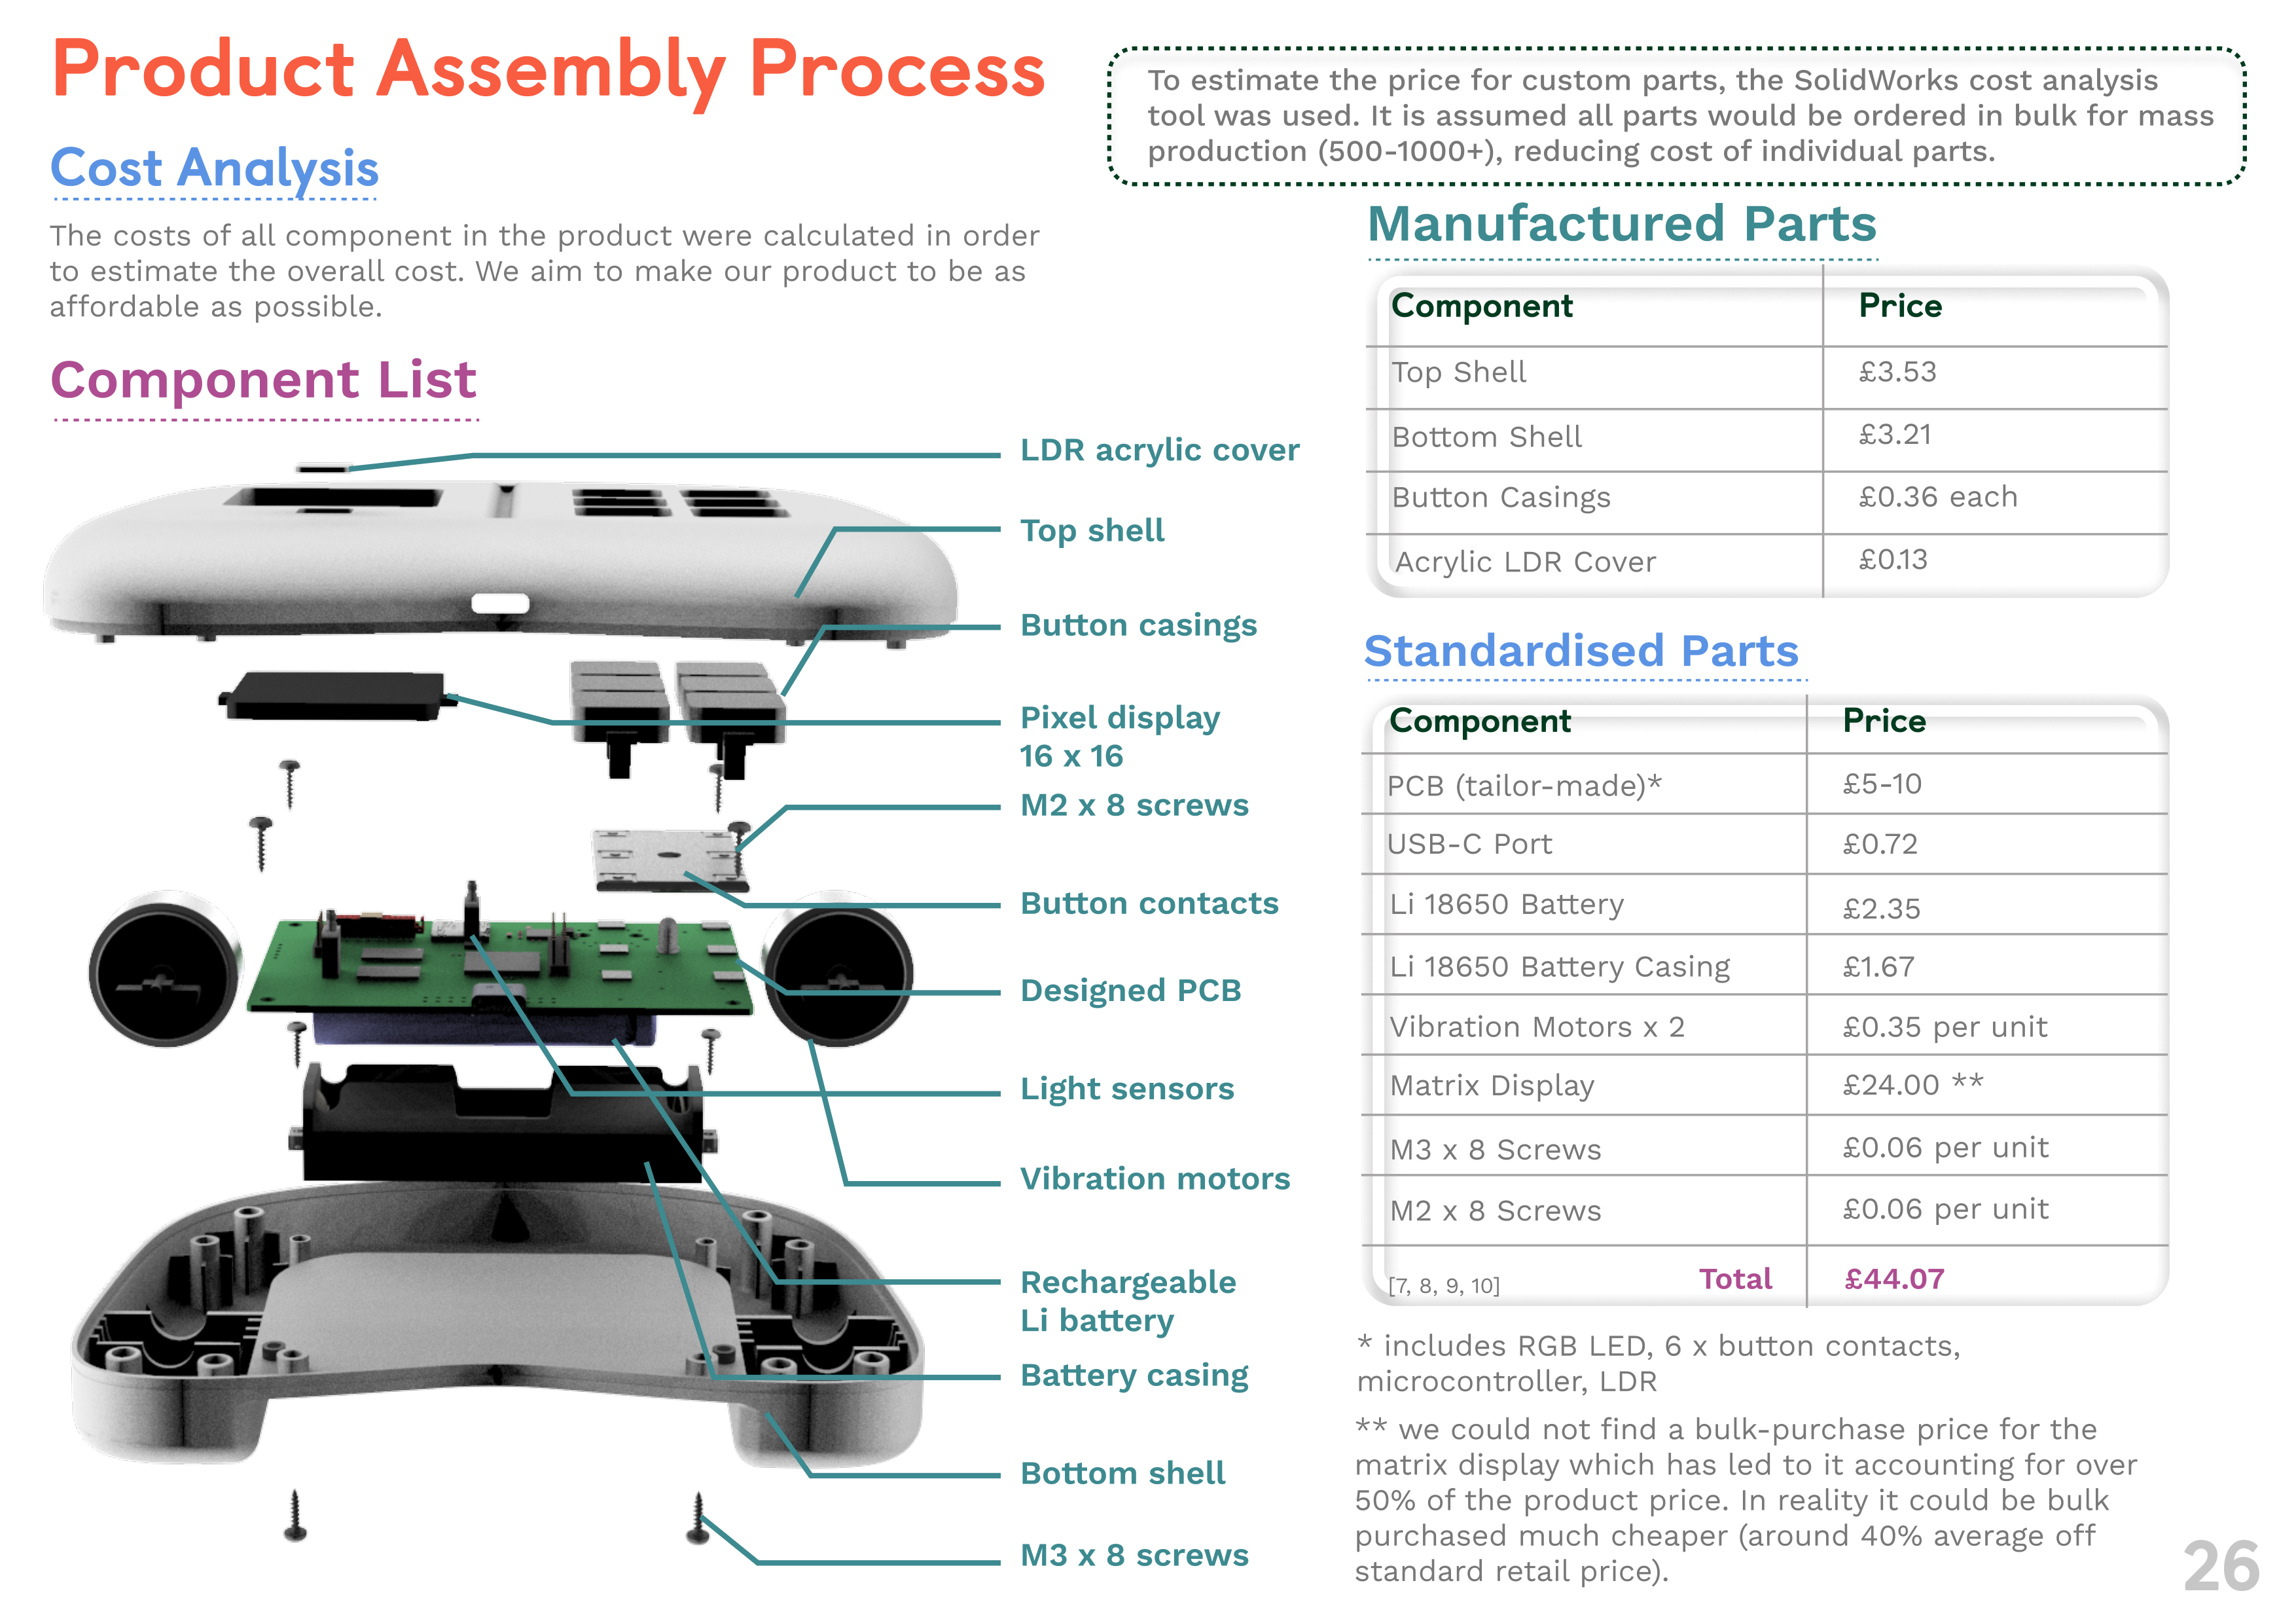 Product Assembly Process
Cost Analysis
The costs of all component in the product were calculated in order
to estimate the overall cost. We aim to make our product to be as
affordable as possible.
To estimate the price for custom parts, the SolidWorks cost analysis
tool was used. It is assumed all parts would be ordered in bulk for mass
production (500-1000+), reducing cost of individual parts.
Component List
LDR acrylic cover
Top shell
Button casings
Pixel display
16 x 16
M2 x 8 screws
Button contacts
Designed PCB
Light sensors
Vibration motors
Rechargeable
Li battery
Battery casing
Bottom shell
M3 x 8 screws
Manufactured Parts
Component Price
Top Shell £3.53
Bottom Shell £3.21
Button Casings £0.36 each
Acrylic LDR Cover £0.13
Standardised Parts
Component Price
PCB (tailor-made)* £5-10
USB-C Port £0.72
Li 18650 Battery £2.35
Li 18650 Battery Casing £1.67
Vibration Motors x 2 £0.35 per unit
Matrix Display £24.00 **
M3 x 8 Screws £0.06 per unit
M2 x 8 Screws £0.06 per unit
[7, 8, 9, 10] Total £44.07
* includes RGB LED, 6 x button contacts,
microcontroller, LDR
** we could not find a bulk-purchase price for the
matrix display which has led to it accounting for over
50% of the product price. In reality it could be bulk
purchased much cheaper (around 40% average off
standard retail price).
26